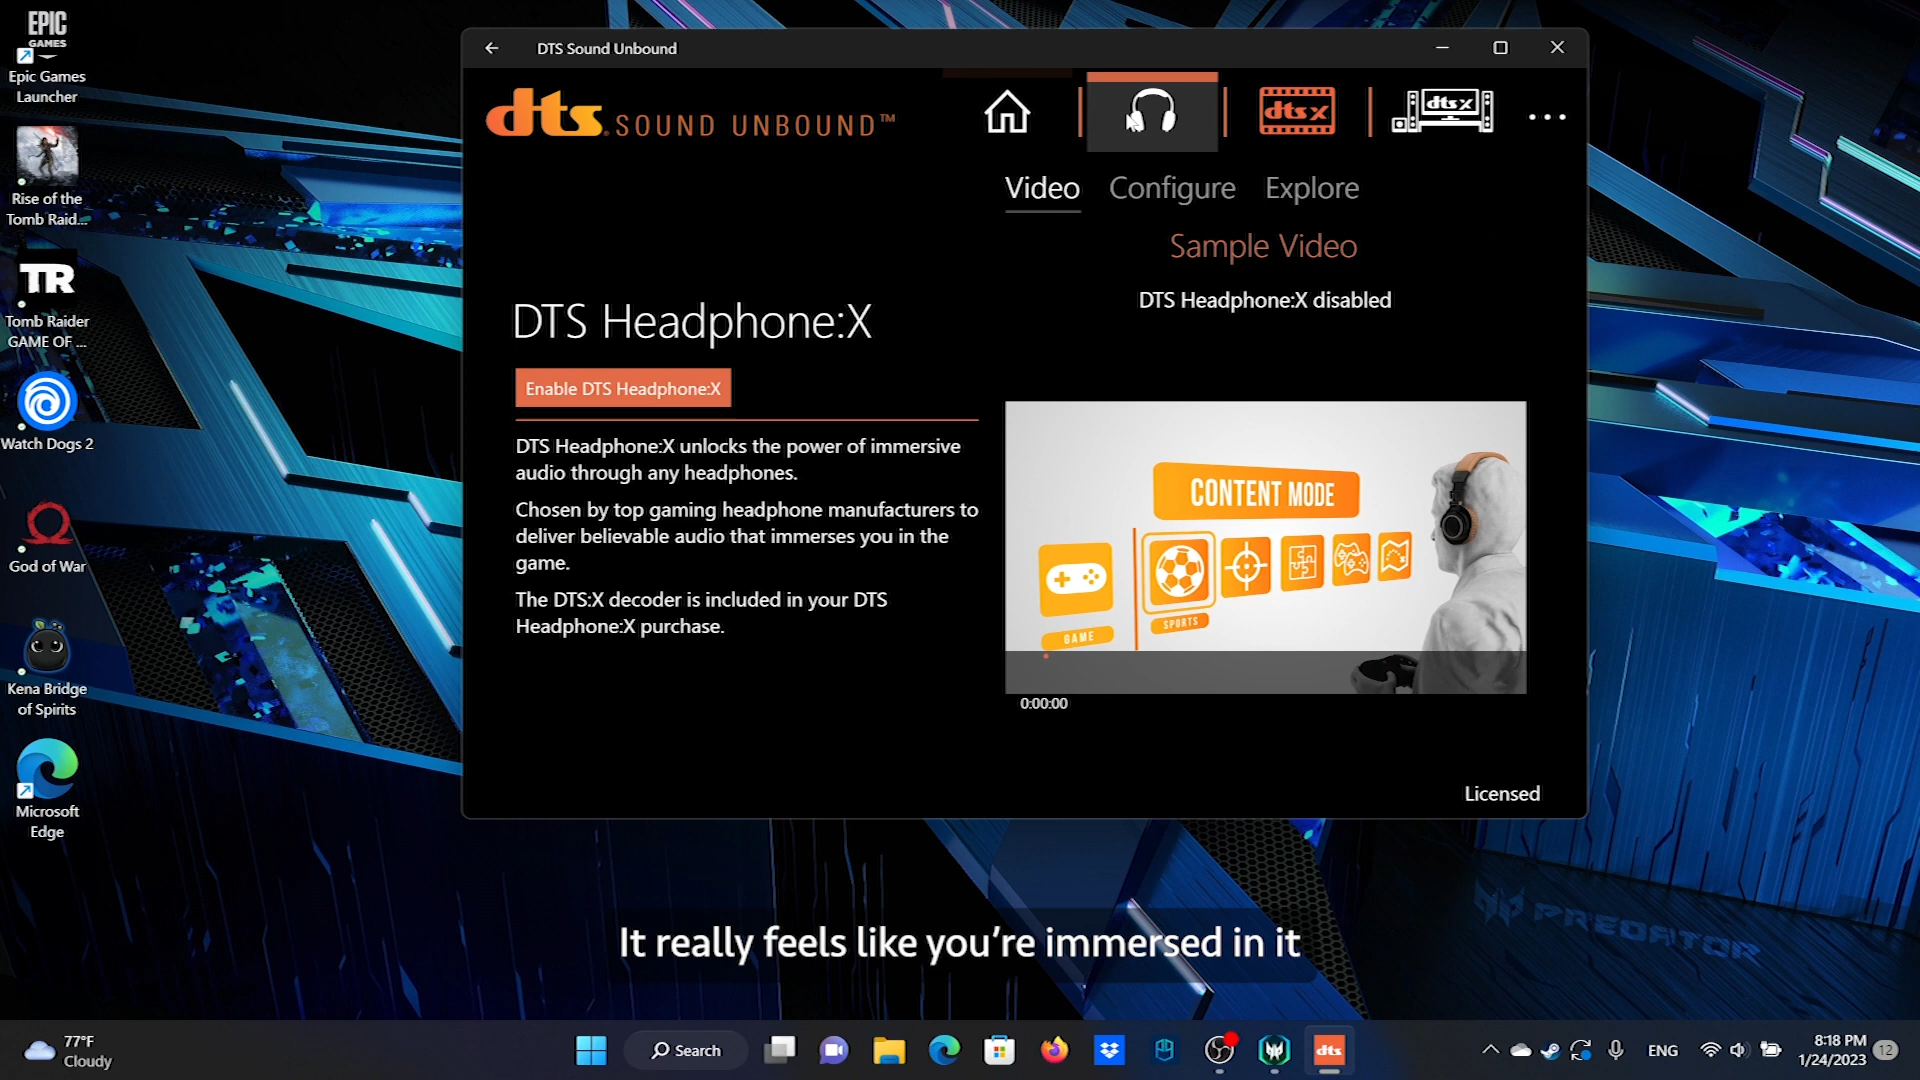 EPIC
GAMES
Epic Games
Launcher
Rise of the
Tomb Raid...
TR
Tomb Raider
GAME OF ...
Watch Dogs 2
God of War
Kena Bridge
of Spirits
Microsoft
Edge
DTS Sound Unbound
dts SOUND UNBOUND™
dts x
dts x
Video Configure Explore
Sample Video
DTS Headphone:X disabled
DTS Headphone:X
Enable DTS Headphone:X
DTS Headphone:X unlocks the power of immersive
audio through any headphones.
Chosen by top gaming headphone manufacturers to
deliver believable audio that immerses you in the
game.
The DTS:X decoder is included in your DTS
Headphone:X purchase.
CONTENT MODE
SPORTS
GAME
0:00:00
Licensed
PREDATOR
It really feels like you're immersed in it
77°F
Cloudy
Search
dts
ENG
8:18 PM
1/24/2023
12